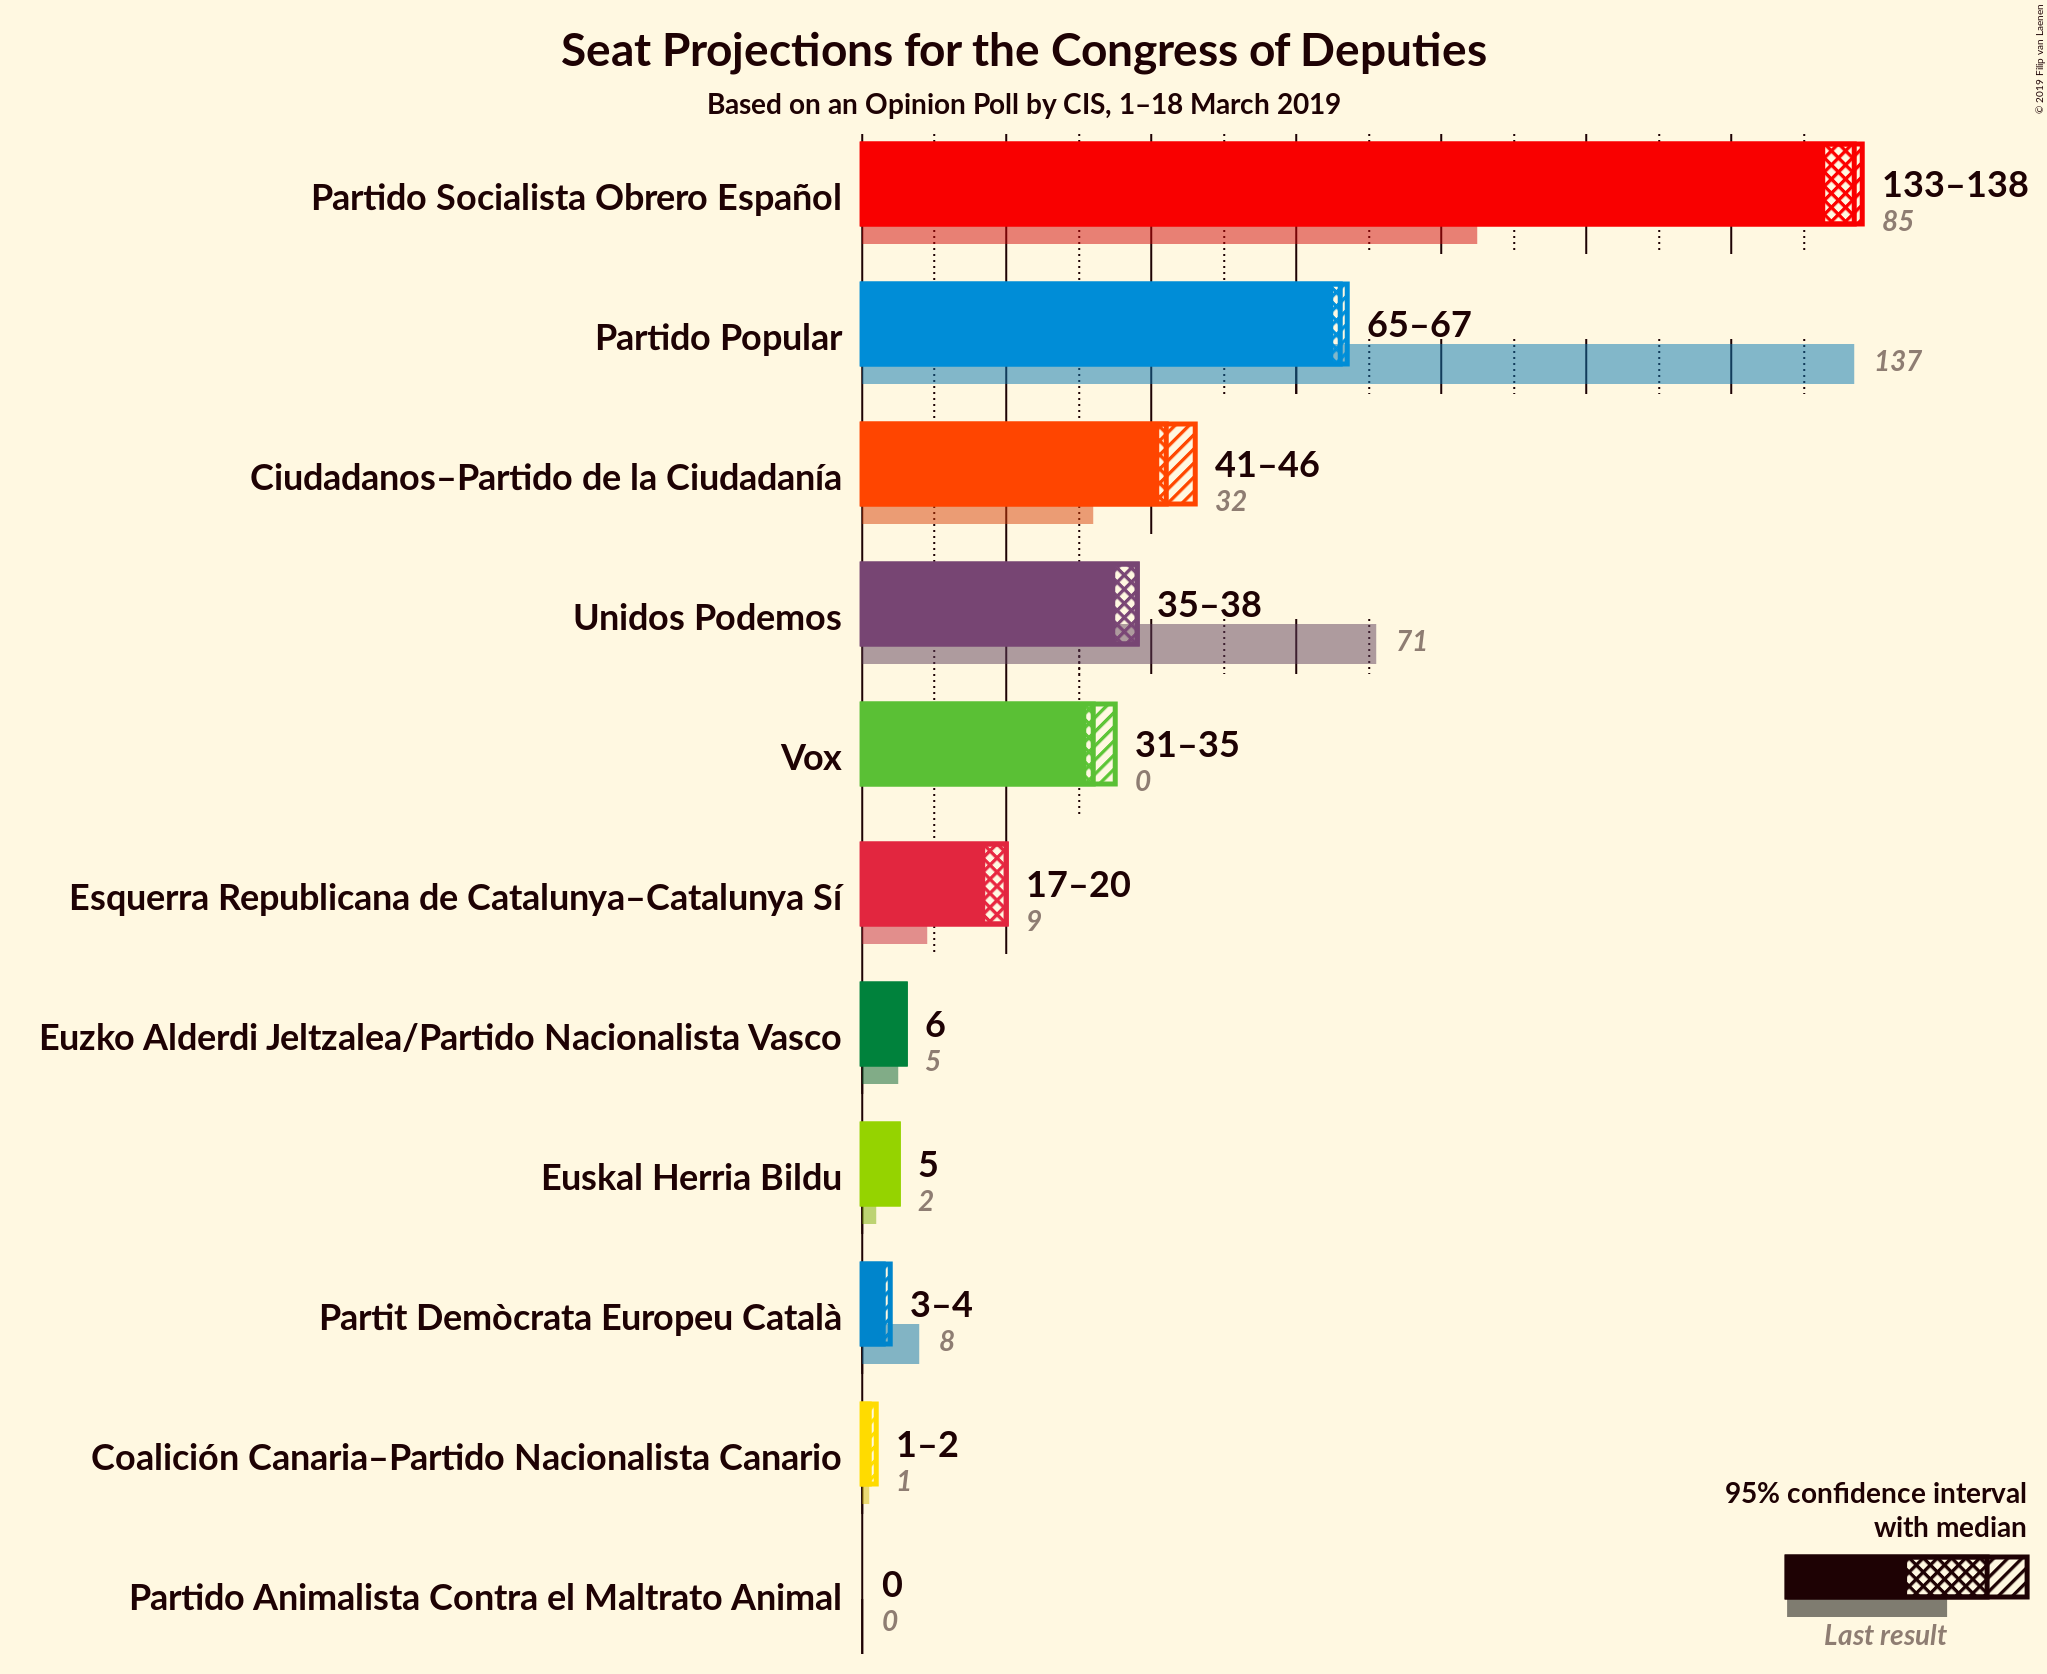 Seat Projections for the Congress of Deputies
Based on an Opinion Poll by CIS, 1–18 March 2019
© 2019 Filip van Laenen
Partido Socialista Obrero Español
133–138
85
Partido Popular
65–67
137
Ciudadanos–Partido de la Ciudadanía
41–46
32
Unidos Podemos
35–38
71
Vox
31–35
0
Esquerra Republicana de Catalunya–Catalunya Sí
17–20
9
Euzko Alderdi Jeltzalea/Partido Nacionalista Vasco
6
5
Euskal Herria Bildu
5
2
Partit Demòcrata Europeu Català
3–4
8
Coalición Canaria–Partido Nacionalista Canario
1–2
1
Partido Animalista Contra el Maltrato Animal
0
0
95% confidence interval
with median
Last result